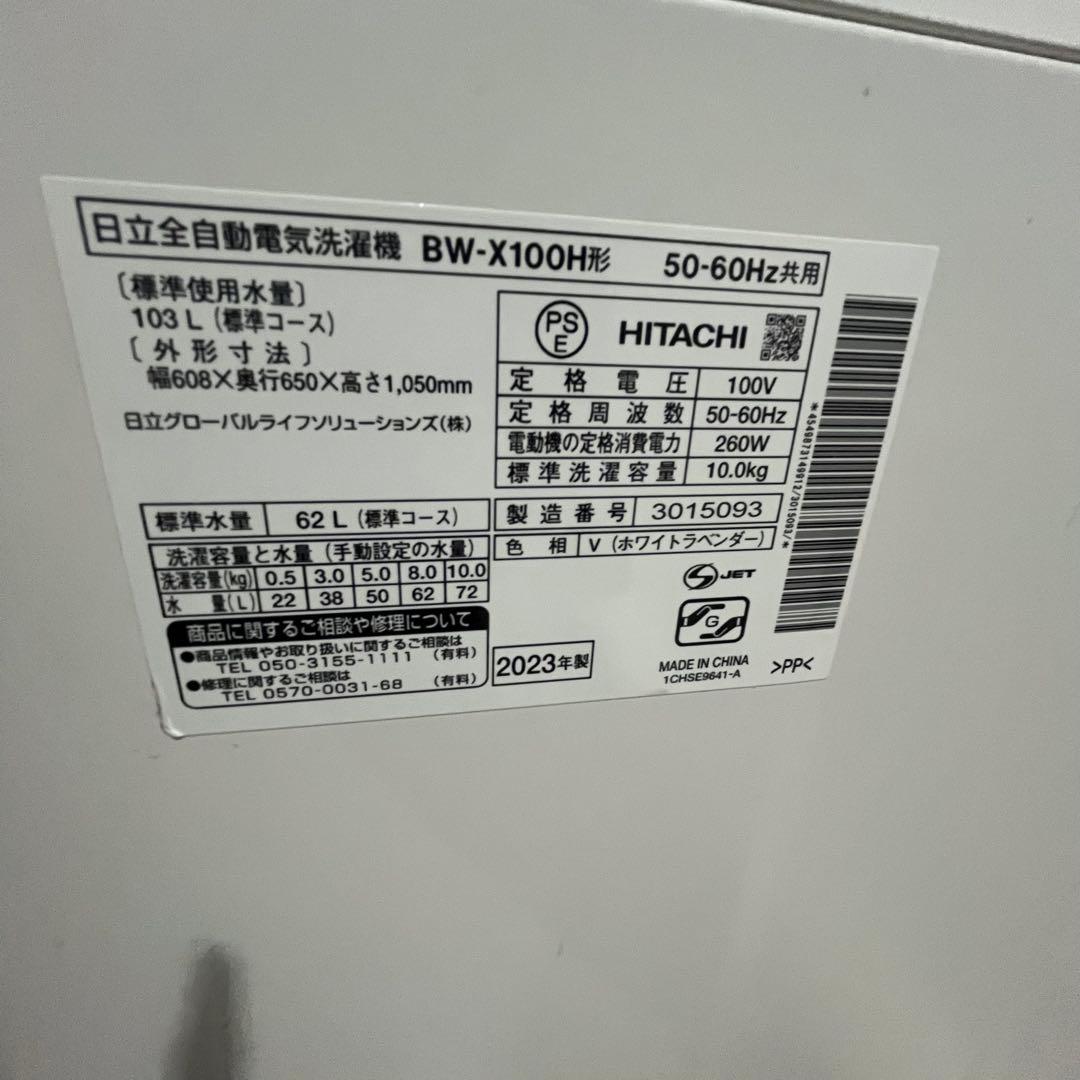 日立全自動電気洗濯機 BW-X100H形 50-60Hz共用
〔標準使用水量〕
103 L (標準コース)
〔外形寸法〕
幅608×奥行650×高さ1,050mm
日立グローバルライフソリューションズ(株)
PS
E
HITACHI
定格電圧 100V
定格周波数 50-60Hz
電動機の定格消費電力 260W
標準洗濯容量 10.0kg
標準水量 62 L (標準コース)
洗濯容量と水量 (手動設定の水量)
洗濯容量(kg) 0.5 3.0 5.0 8.0 10.0
水量(L) 22 38 50 62 72
商品に関するご相談や修理について
●商品情報やお取り扱いに関するご相談は
TEL 050-3155-1111 (有料)
●修理に関するご相談は
TEL 0570-0031-68 (有料)
製造番号 3015093
色相 V (ホワイトラベンダー)
S JET
G
2023年製
MADE IN CHINA
1CHSE9641-A
>PP<
*4549873149912/3015093/*